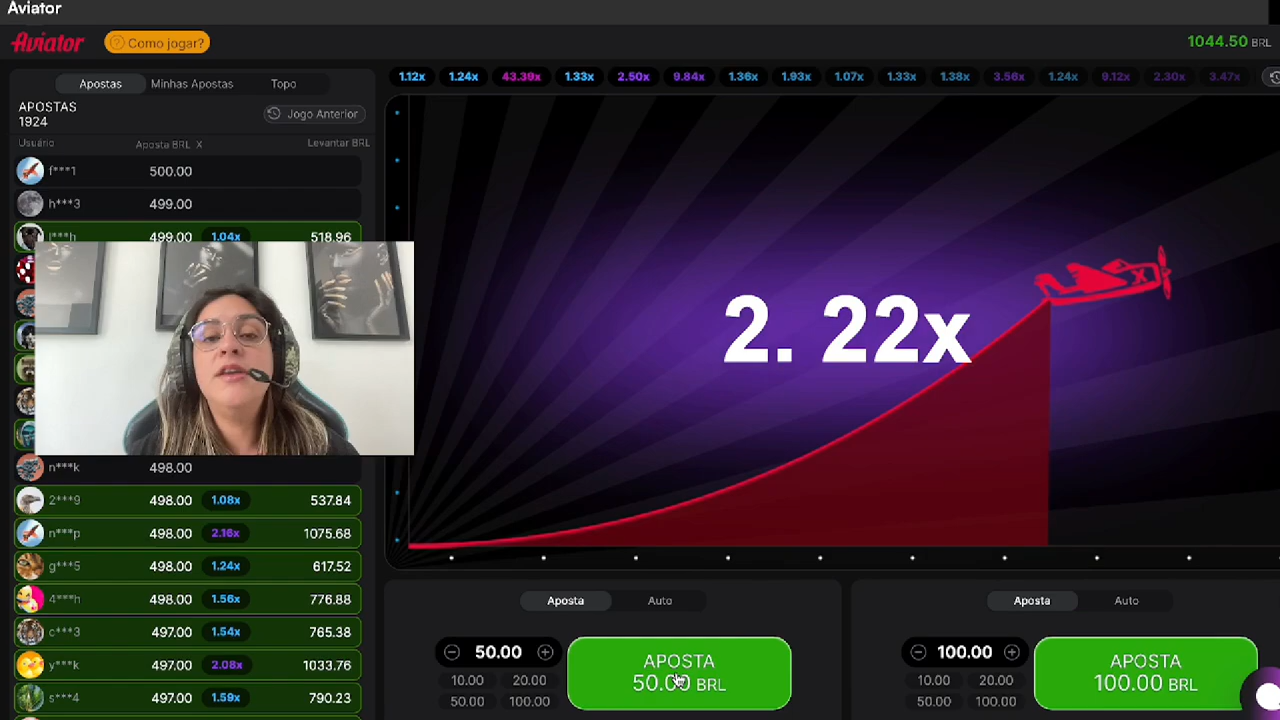 Aviator
Aviator
? Como jogar?
1044.50 BRL
1.12x 1.24x 43.39x 1.33x 2.50x 9.84x 1.36x 1.93x 1.07x 1.33x 1.38x 3.56x 1.24x 9.12x 2.30x 3.47x
Apostas Minhas Apostas Topo
APOSTAS
1924
Jogo Anterior
Usuário Aposta BRL X Levantar BRL
f***1 500.00
h***3 499.00
l***h 499.00 1.04x 518.96
n***k 498.00
2***9 498.00 1.08x 537.84
n***p 498.00 2.16x 1075.68
g***5 498.00 1.24x 617.52
4***h 498.00 1.56x 776.88
c***3 497.00 1.54x 765.38
y***k 497.00 2.08x 1033.76
s***4 497.00 1.59x 790.23
2. 22x
X
Aposta Auto
50.00
10.00 20.00
50.00 100.00
APOSTA
50.00 BRL
Aposta Auto
100.00
10.00 20.00
50.00 100.00
APOSTA
100.00 BRL